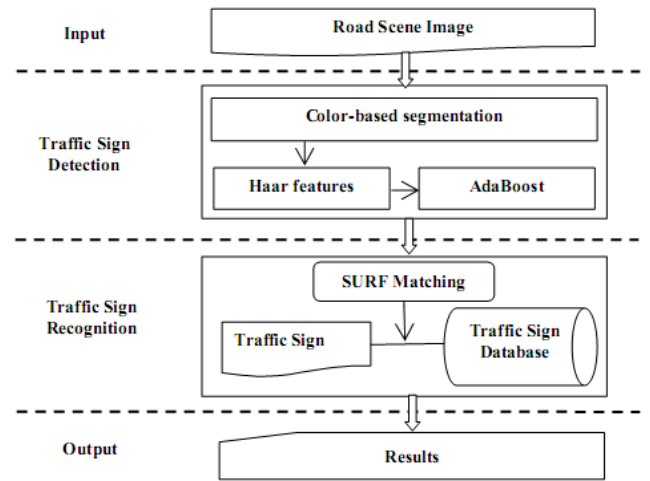 Input
Road Scene Image
Traffic Sign
Detection
Color-based segmentation
Haar features
AdaBoost
Traffic Sign
Recognition
SURF Matching
Traffic Sign
Traffic Sign
Database
Output
Results